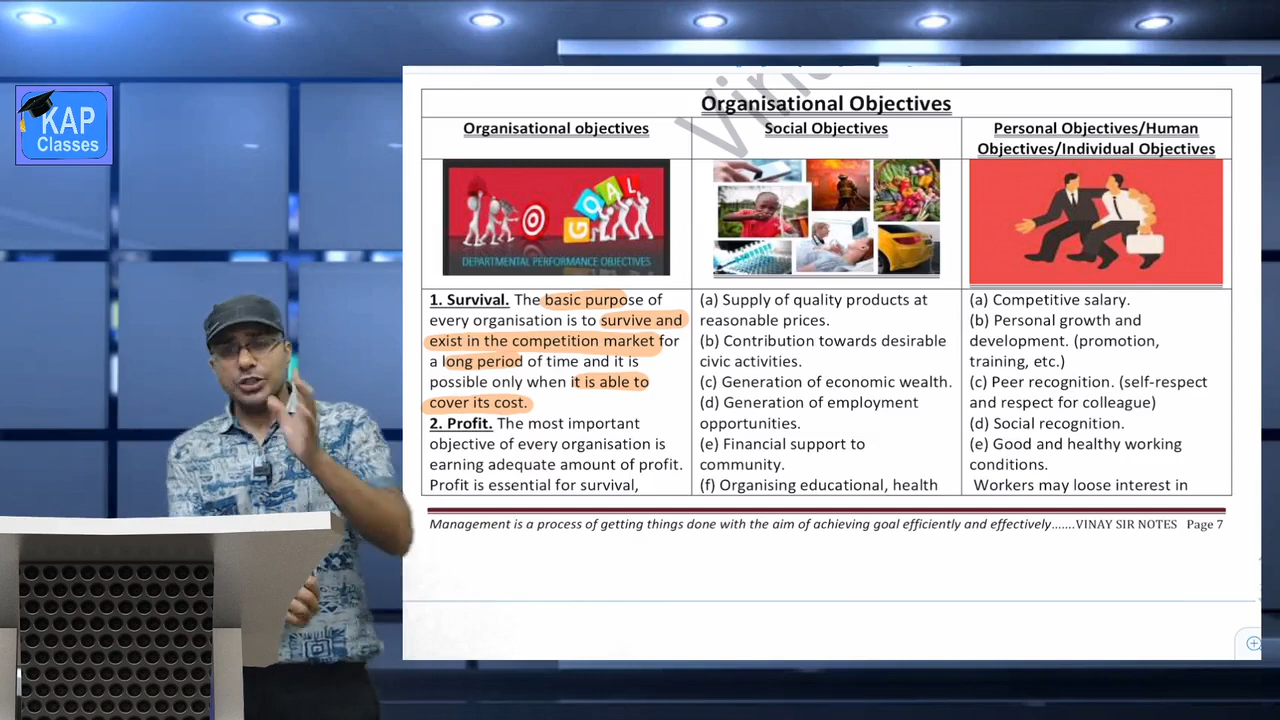 KAP
Classes
Organisational Objectives
Organisational objectives
Social Objectives
Personal Objectives/Human
Objectives/Individual Objectives
GOAL
DEPARTMENTAL PERFORMANCE OBJECTIVES
1. Survival. The basic purpose of
every organisation is to survive and
exist in the competition market for
a long period of time and it is
possible only when it is able to
cover its cost.
2. Profit. The most important
objective of every organisation is
earning adequate amount of profit.
Profit is essential for survival,
(a) Supply of quality products at
reasonable prices.
(b) Contribution towards desirable
civic activities.
(c) Generation of economic wealth.
(d) Generation of employment
opportunities.
(e) Financial support to
community.
(f) Organising educational, health
(a) Competitive salary.
(b) Personal growth and
development. (promotion,
training, etc.)
(c) Peer recognition. (self-respect
and respect for colleague)
(d) Social recognition.
(e) Good and healthy working
conditions.
Workers may loose interest in
Management is a process of getting things done with the aim of achieving goal efficiently and effectively.......VINAY SIR NOTES Page 7